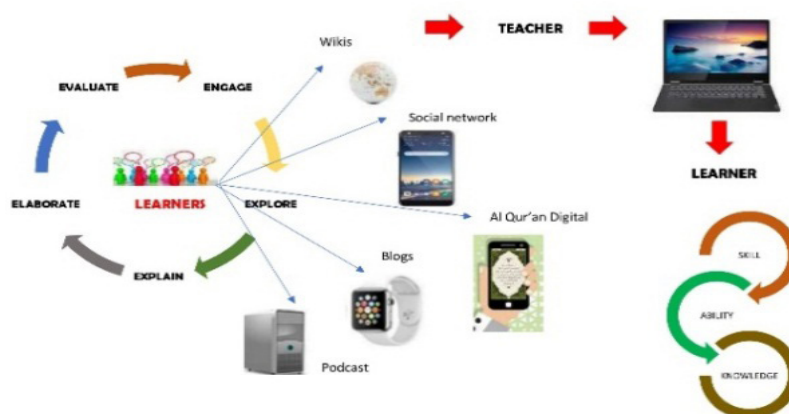 Wikis
TEACHER
EVALUATE
ENGAGE
Social network
LEARNER
ELABORATE
LEARNERS
EXPLORE
Al Qur'an Digital
SKILL
Blogs
EXPLAIN
ABILITY
Podcast
KNOWLEDGE